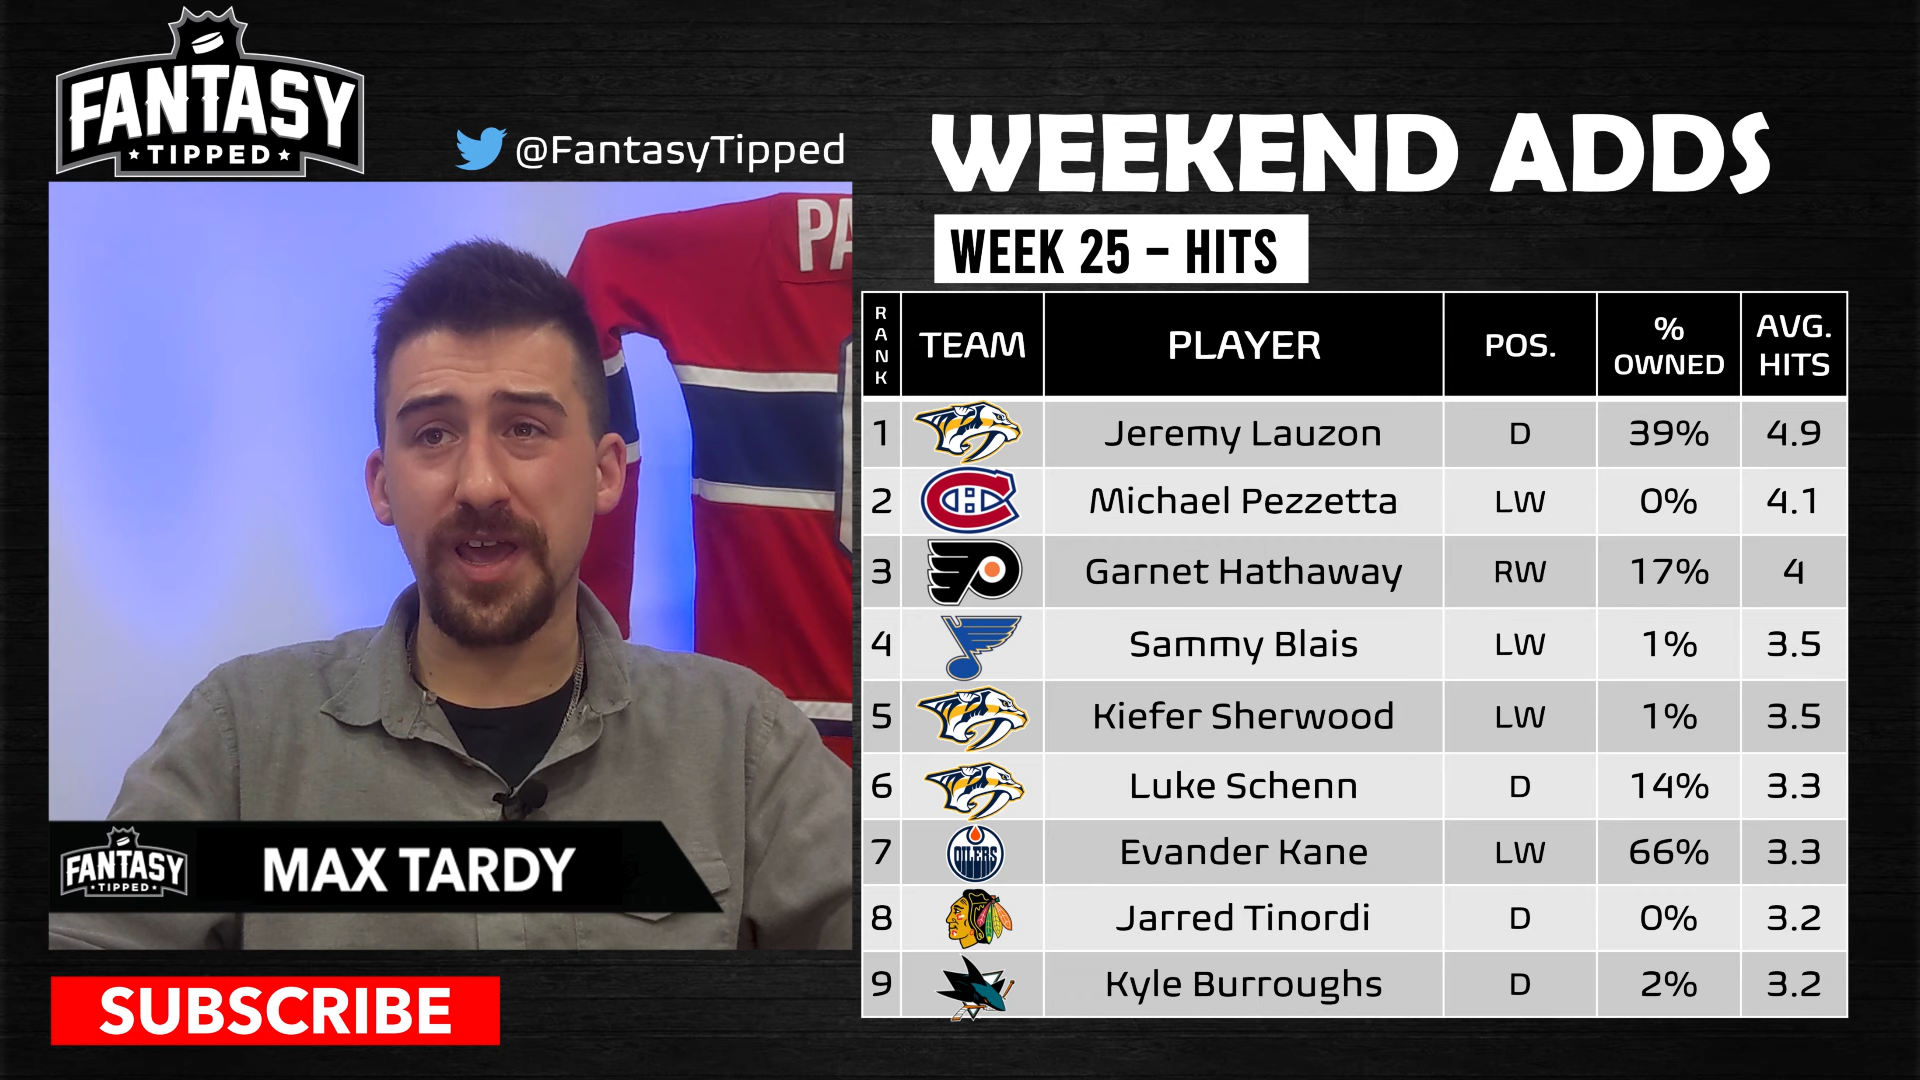 FANTASY
TIPPED
@FantasyTipped
WEEKEND ADDS
WEEK 25 – HITS
RANK TEAM PLAYER POS. % OWNED AVG. HITS
1 Jeremy Lauzon D 39% 4.9
2 Michael Pezzetta LW 0% 4.1
3 Garnet Hathaway RW 17% 4
4 Sammy Blais LW 1% 3.5
5 Kiefer Sherwood LW 1% 3.5
6 Luke Schenn D 14% 3.3
7 OILERS Evander Kane LW 66% 3.3
8 Jarred Tinordi D 0% 3.2
9 Kyle Burroughs D 2% 3.2
PA
FANTASY
TIPPED
MAX TARDY
SUBSCRIBE